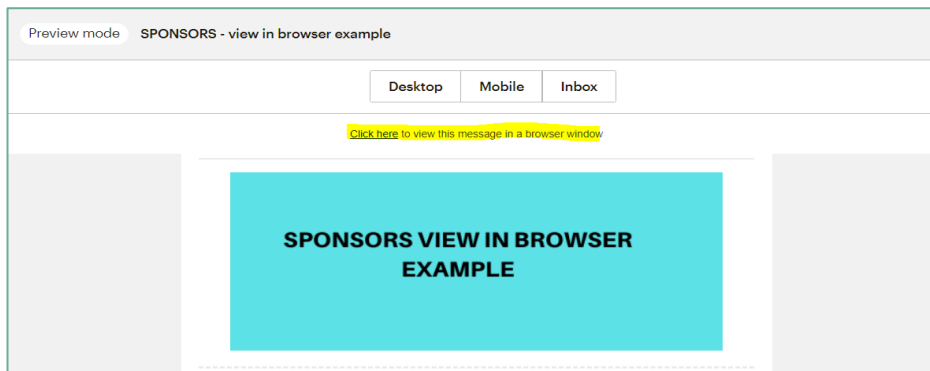 Preview mode SPONSORS - view in browser example
Desktop Mobile Inbox
Click here to view this message in a browser window
SPONSORS VIEW IN BROWSER
EXAMPLE